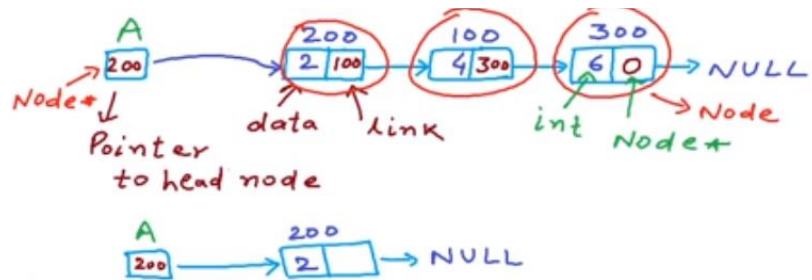 A 200 100 300
200 2 100 4 300 6 0 NULL
Node* data link int Node* Node
Pointer
to head node
A 200
200 2 NULL